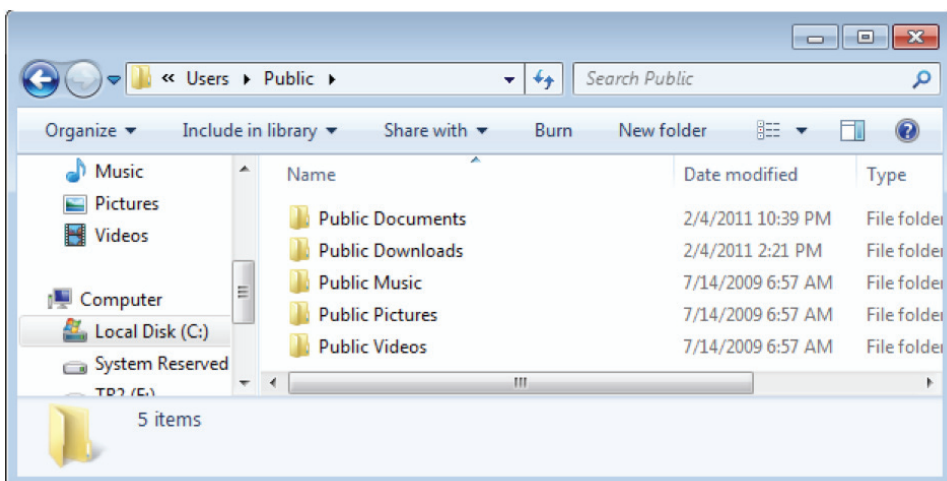 « Users Public Search Public
Organize Include in library Share with Burn New folder
Music
Pictures
Videos
Computer
Local Disk (C:)
System Reserved
Name Date modified Type
Public Documents 2/4/2011 10:39 PM File folder
Public Downloads 2/4/2011 2:21 PM File folder
Public Music 7/14/2009 6:57 AM File folder
Public Pictures 7/14/2009 6:57 AM File folder
Public Videos 7/14/2009 6:57 AM File folder
5 items